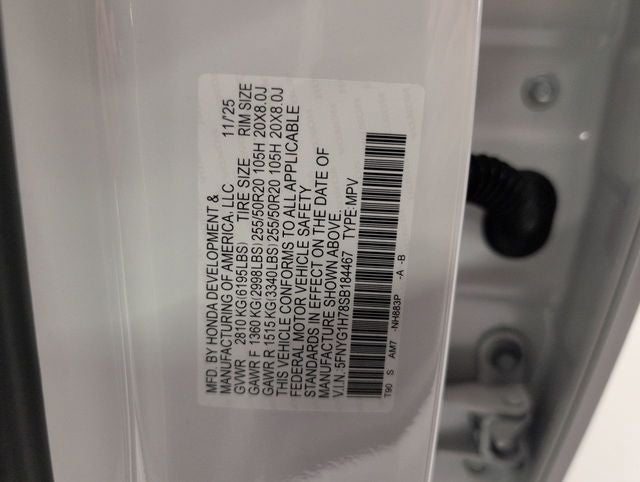 MFD. BY HONDA DEVELOPMENT & 11/'25
MANUFACTURING OF AMERICA, LLC
GVWR 2810 KG(6195LBS) TIRE SIZE RIM SIZE
GAWR F 1360 KG(2998LBS)255/50R20 105H 20X8.0J
GAWR R 1515 KG(3340LBS)255/50R20 105H 20X8.0J
THIS VEHICLE CONFORMS TO ALL APPLICABLE
FEDERAL MOTOR VEHICLE SAFETY
STANDARDS IN EFFECT ON THE DATE OF
MANUFACTURE SHOWN ABOVE.
V.I.N. 5FNYG1H78SB184467 TYPE:MPV
T90 S AM7 -NH883P -A -B